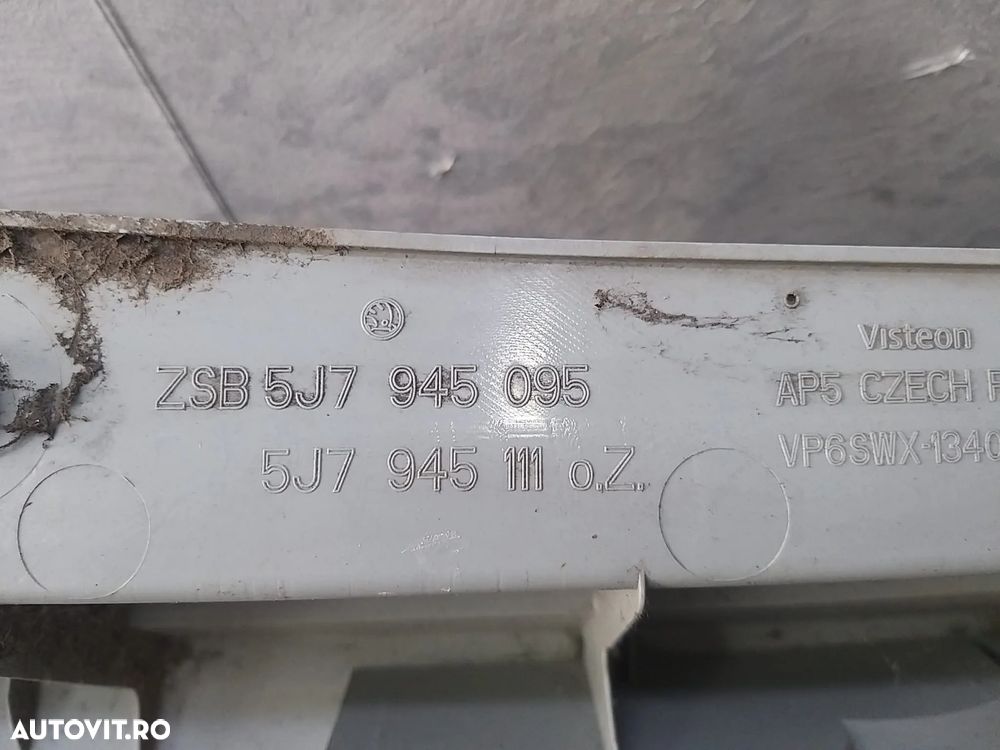 ZSB 5J7 945 095
5J7 945 111 o.Z.
Visteon
AP5 CZECH
AUTOVIT.RO